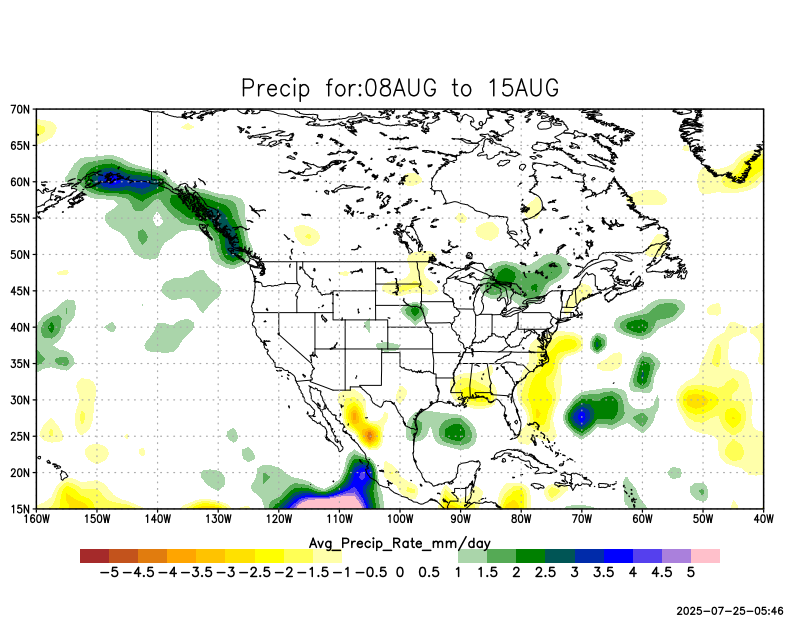 Precip for:08AUG to 15AUG
70N
65N
60N
55N
50N
45N
40N
35N
30N
25N
20N
15N
160W 150W 140W 130W 120W 110W 100W 90W 80W 70W 60W 50W 40W
Avg_Precip_Rate_mm/day
-5 -4.5 -4 -3.5 -3 -2.5 -2 -1.5 -1 -0.5 0 0.5 1 1.5 2 2.5 3 3.5 4 4.5 5
2025-07-25-05:46